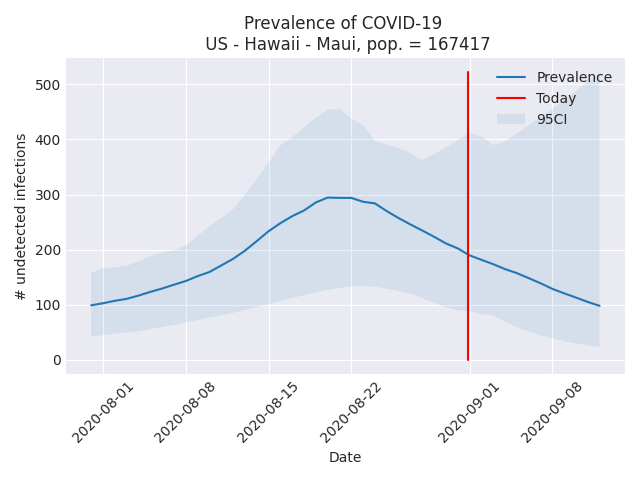 Prevalence of COVID-19
US - Hawaii - Maui, pop. = 167417
# undetected infections
500
400
300
200
100
0
Prevalence
Today
95CI
2020-08-01
2020-08-08
2020-08-15
2020-08-22
2020-09-01
2020-09-08
Date